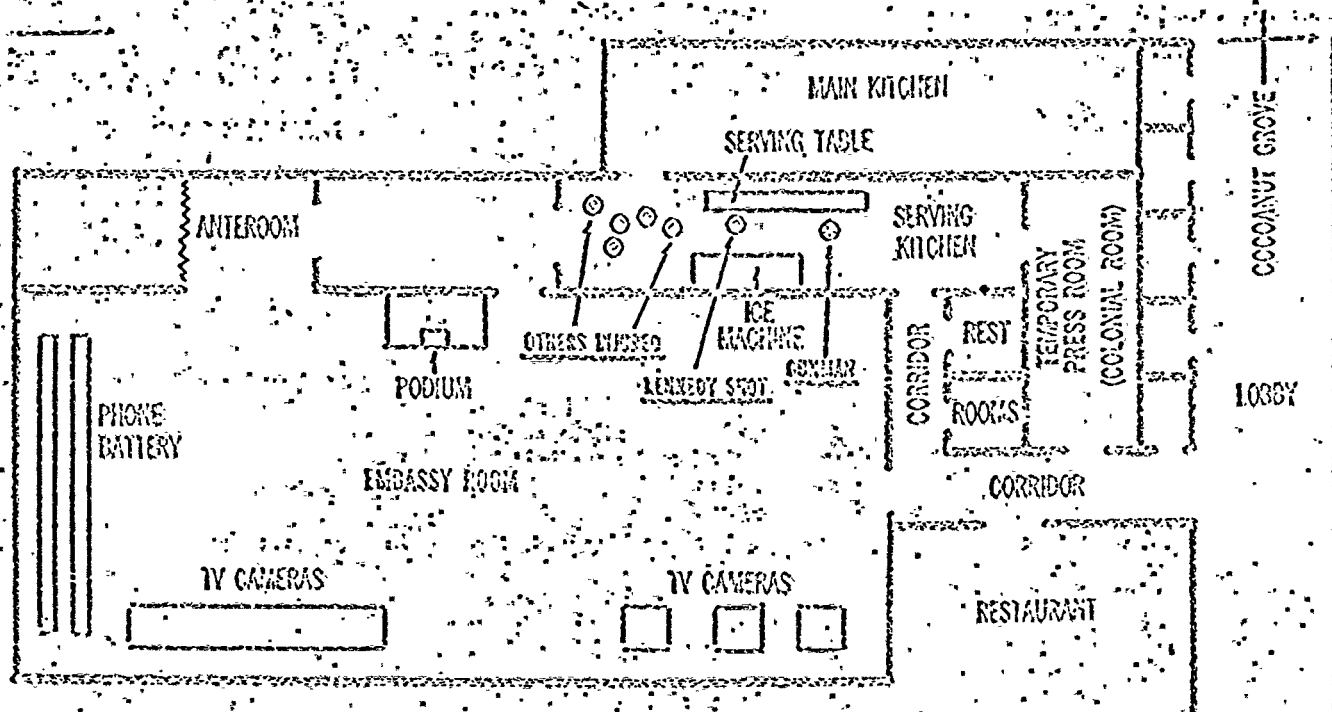 MAIN KITCHEN
SERVING TABLE
ANTEROOM
SERVING
KITCHEN
TEMPORARY
PRESS ROOM
(COLONIAL ROOM)
COCOANUT GROVE
OTHERS INJURED
ICE
MACHINE
GUNMAN
KENNEDY SHOT
CORRIDOR
REST
ROOMS
PODIUM
LOBBY
PHONE
BATTERY
EMBASSY ROOM
CORRIDOR
TV CAMERAS
TV CAMERAS
RESTAURANT